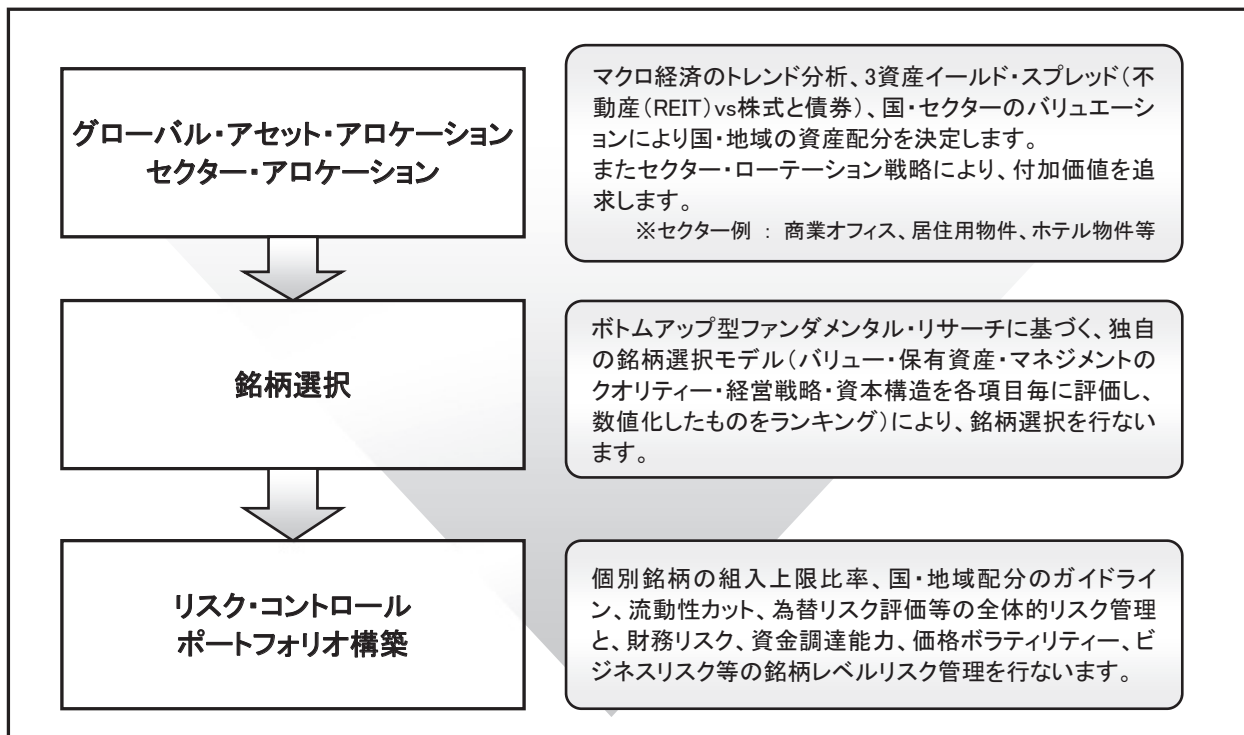 グローバル・アセット・アロケーション
セクター・アロケーション
マクロ経済のトレンド分析、3資産イールド・スプレッド（不
動産（REIT）vs株式と債券）、国・セクターのバリュエーシ
ョンにより国・地域の資産配分を決定します。
またセクター・ローテーション戦略により、付加価値を追
求します。
※セクター例 ： 商業オフィス、居住用物件、ホテル物件等
銘柄選択
ボトムアップ型ファンダメンタル・リサーチに基づく、独自
の銘柄選択モデル（バリュー・保有資産・マネジメントの
クオリティー・経営戦略・資本構造を各項目毎に評価し、
数値化したものをランキング）により、銘柄選択を行ない
ます。
リスク・コントロール
ポートフォリオ構築
個別銘柄の組入上限比率、国・地域配分のガイドライ
ン、流動性カット、為替リスク評価等の全体的リスク管理
と、財務リスク、資金調達能力、価格ボラティリティー、ビ
ジネスリスク等の銘柄レベルリスク管理を行ないます。